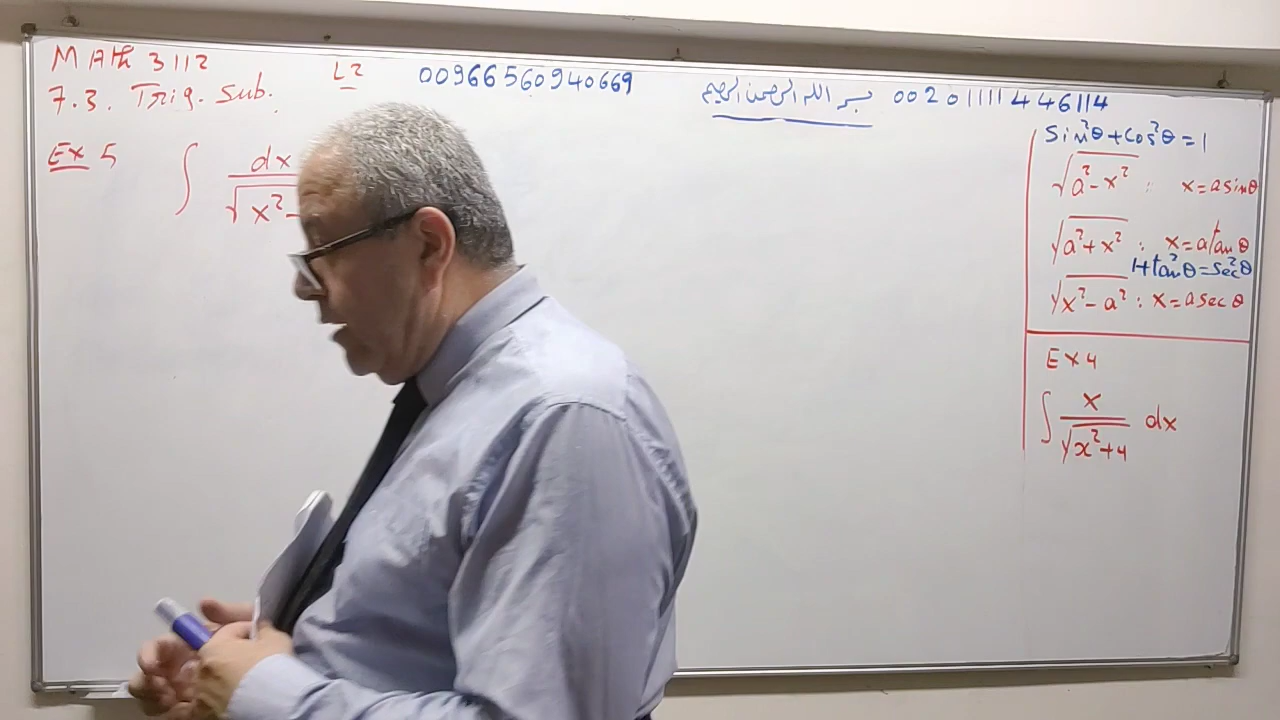 MATH 3112
7.3. Trig. Sub.
L2
00966560940669
بسم الله الرحمن الرحيم
00201111446114
Ex 5 ∫ dx / √x²-
Sin²θ+Cos²θ=1
√a²-x² : x=a sinθ
√a²+x² : x=a tanθ
1+tan²θ=sec²θ
√x²-a² : x=a sec θ
Ex 4
∫ x / √x²+4 dx